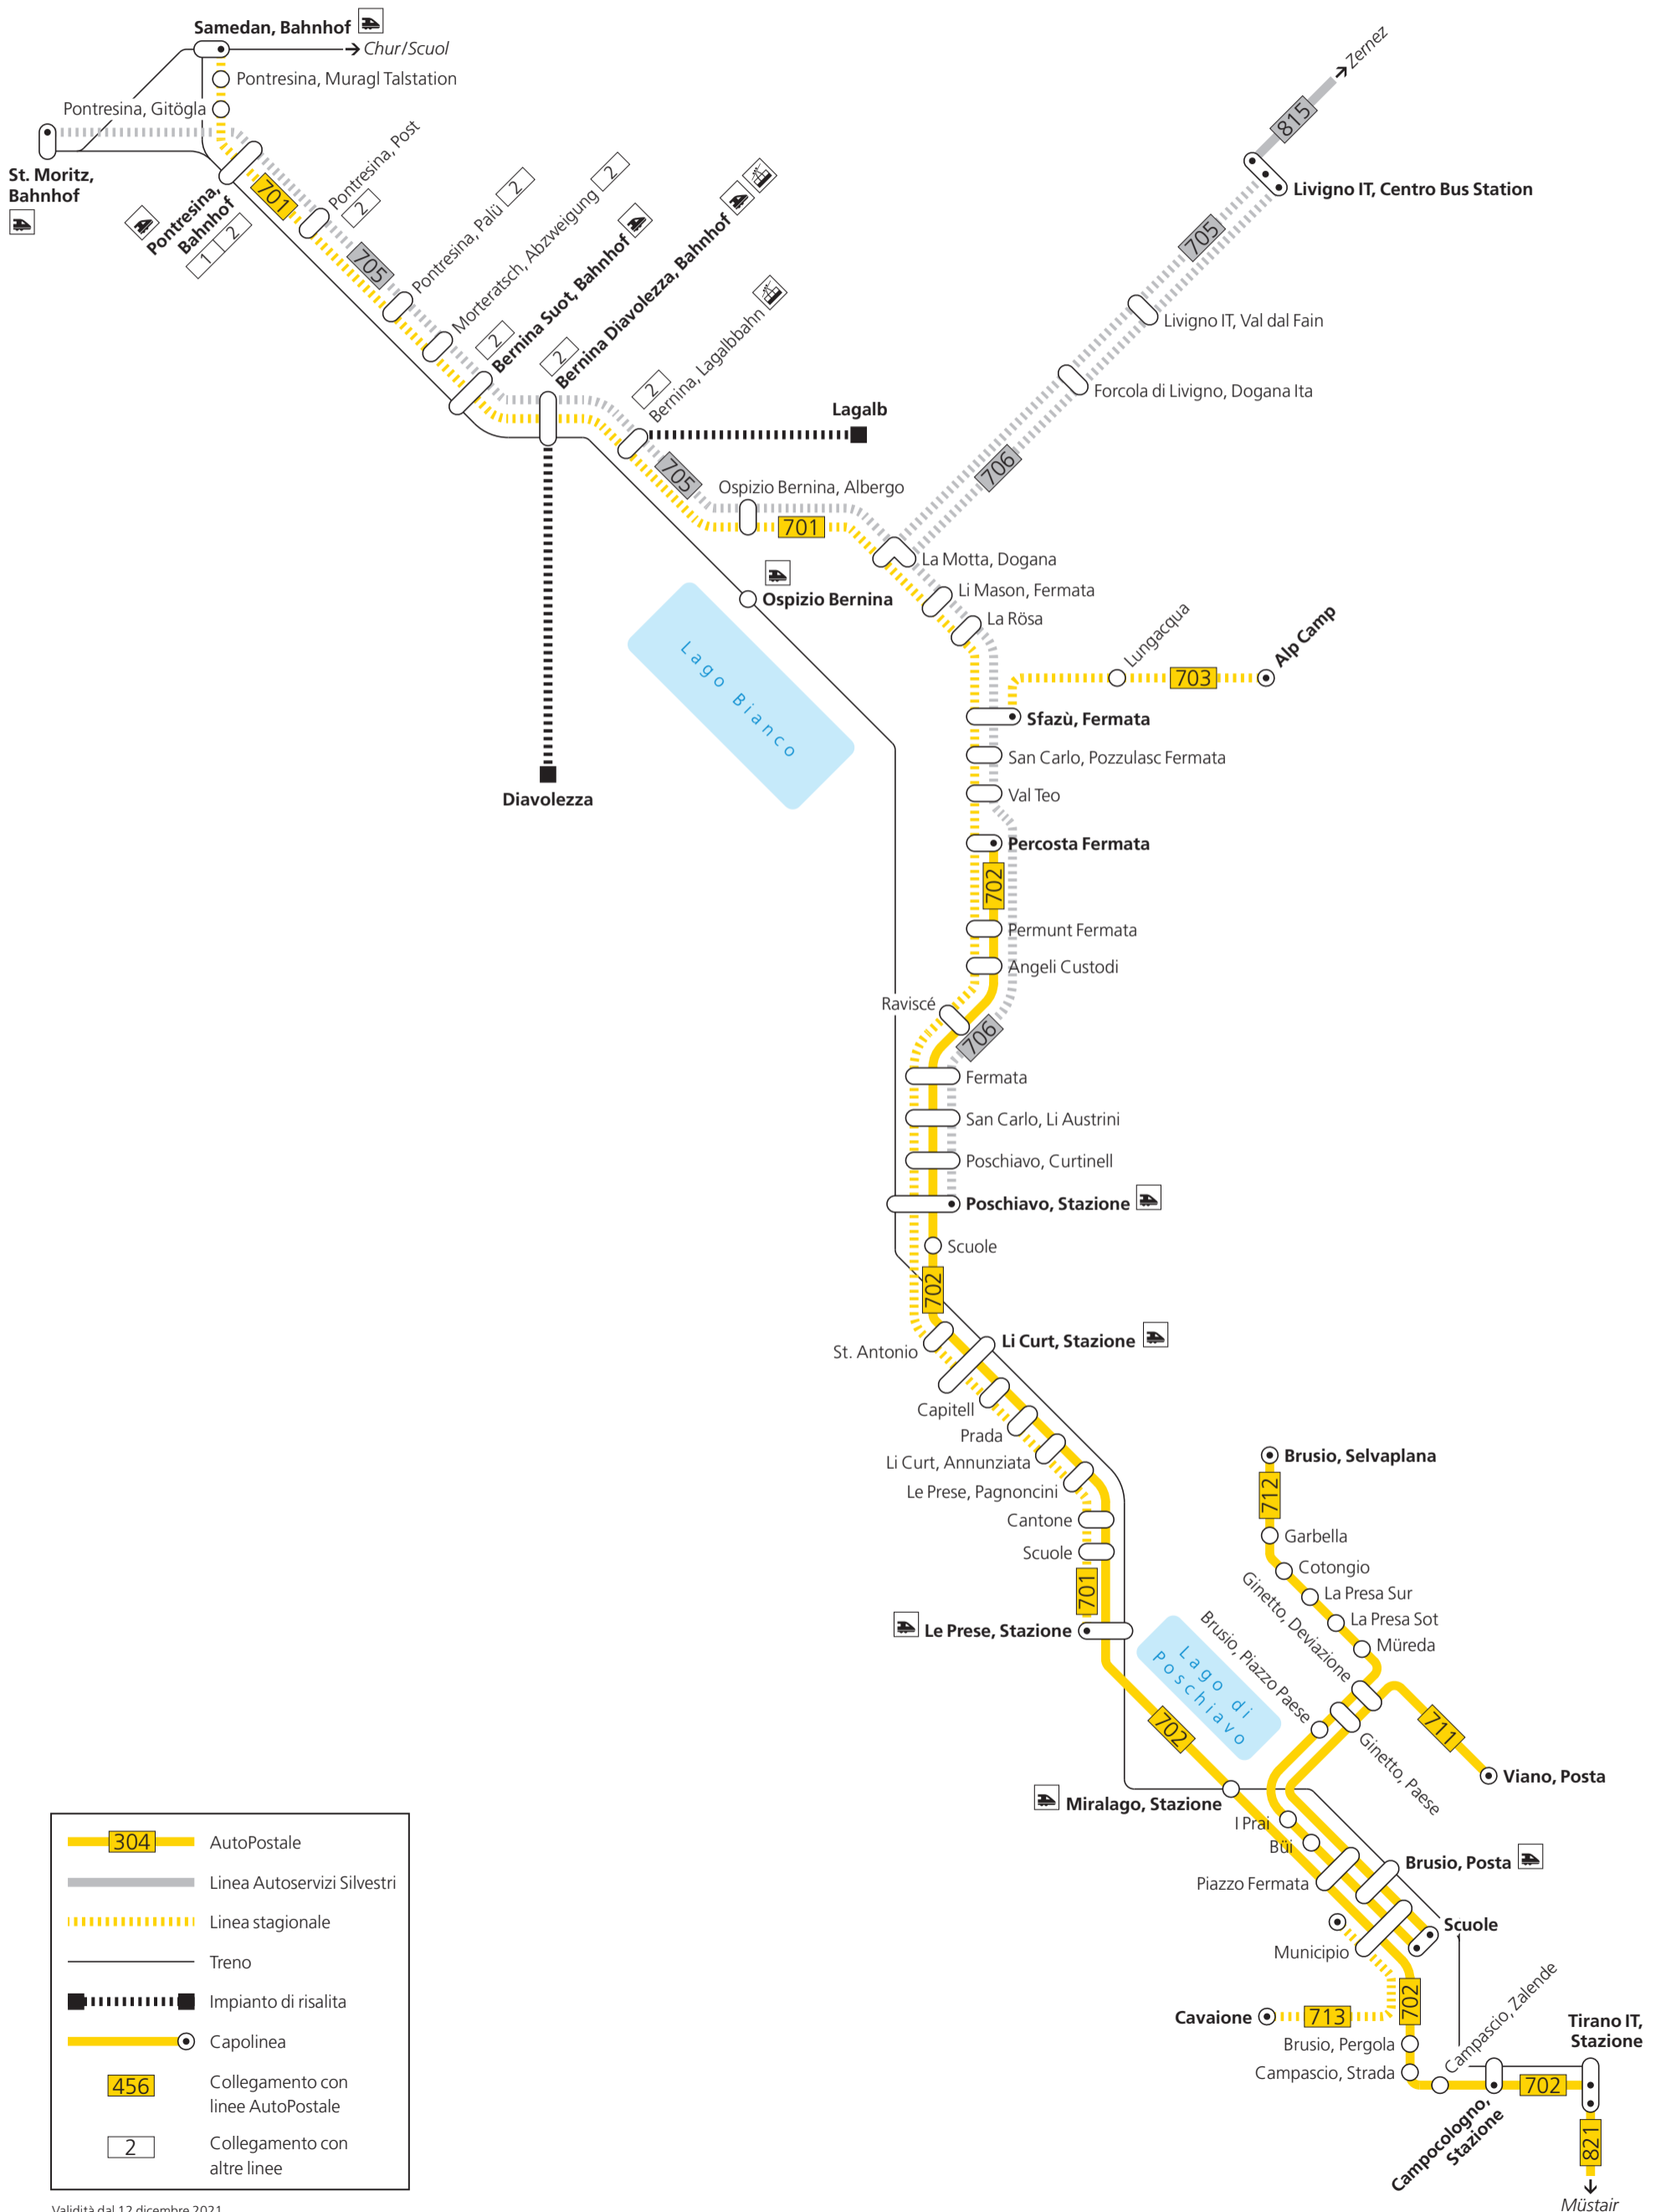 Samedan, Bahnhof
Chur/Scuol
Pontresina, Muragl Talstation
Pontresina, Gitögla
St. Moritz,
Bahnhof
Pontresina,
Bahnhof
1
2
701
Pontresina, Post
2
705
Pontresina, Palü
2
Morteratsch, Abzweigung
2
Bernina Suot, Bahnhof
2
Bernina Diavolezza, Bahnhof
2
Bernina, Lagalbbahn
2
Zernez
815
Livigno IT, Centro Bus Station
705
Livigno IT, Val dal Fain
Forcola di Livigno, Dogana Ita
706
Lagalb
705
Ospizio Bernina, Albergo
701
La Motta, Dogana
Li Mason, Fermata
La Rösa
Ospizio Bernina
Lago Bianco
Diavolezza
Lungacqua
703
Alp Camp
Sfazù, Fermata
San Carlo, Pozzulasc Fermata
Val Teo
Percosta Fermata
702
Permunt Fermata
Angeli Custodi
Raviscé
706
Fermata
San Carlo, Li Austrini
Poschiavo, Curtinell
Poschiavo, Stazione
Scuole
702
St. Antonio
Li Curt, Stazione
Capitell
Prada
Li Curt, Annunziata
Le Prese, Pagnoncini
Cantone
Scuole
701
Le Prese, Stazione
Lago di
Poschiavo
702
Miralago, Stazione
Brusio, Selvaplana
712
Garbella
Cotongio
La Presa Sur
La Presa Sot
Müreda
Ginetto, Deviazione
Brusio, Piazzo Paese
Ginetto, Paese
711
Viano, Posta
I Prai
Büi
Piazzo Fermata
Brusio, Posta
Scuole
Municipio
Cavaione
713
702
Brusio, Pergola
Campascio, Strada
Campascio, Zalende
Campocologno,
Stazione
702
Tirano IT,
Stazione
821
Müstair
304
AutoPostale
Linea Autoservizi Silvestri
Linea stagionale
Treno
Impianto di risalita
Capolinea
456
Collegamento con
linee AutoPostale
2
Collegamento con
altre linee
Validità dal 12 dicembre 2021